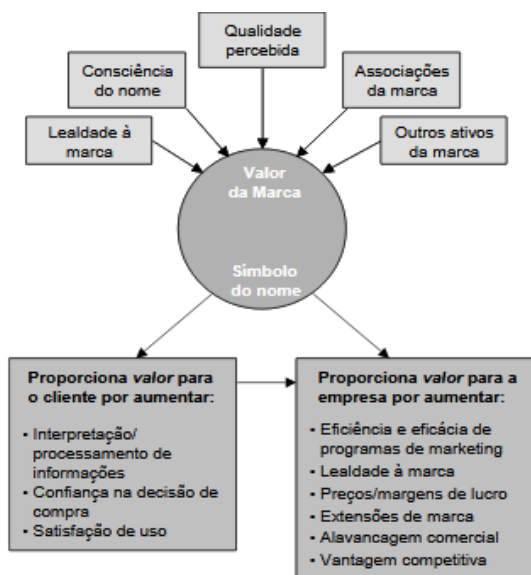 Qualidade
percebida
Consciência
do nome
Associações
da marca
Lealdade à
marca
Outros ativos
da marca
Valor
da Marca
Símbolo
do nome
Proporciona valor para
o cliente por aumentar:
• Interpretação/
processamento de
informações
• Confiança na decisão de
compra
• Satisfação de uso
Proporciona valor para a
empresa por aumentar:
• Eficiência e eficácia de
programas de marketing
• Lealdade à marca
• Preços/margens de lucro
• Extensões de marca
• Alavancagem comercial
• Vantagem competitiva